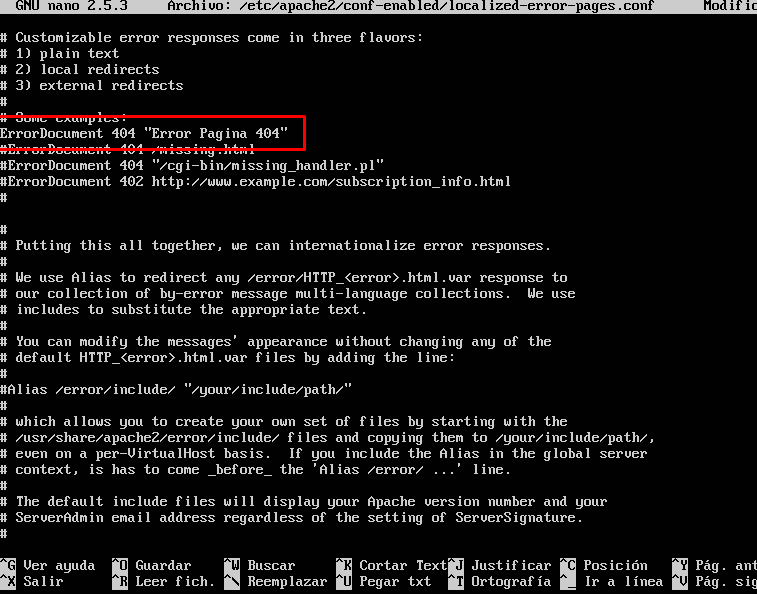 GNU nano 2.5.3 Archivo: /etc/apache2/conf-enabled/localized-error-pages.conf Modific
# Customizable error responses come in three flavors:
# 1) plain text
# 2) local redirects
# 3) external redirects
#
# Some examples:
ErrorDocument 404 "Error Pagina 404"
#ErrorDocument 404 /missing.html
#ErrorDocument 404 "/cgi-bin/missing_handler.pl"
#ErrorDocument 402 http://www.example.com/subscription_info.html
#
#
# Putting this all together, we can internationalize error responses.
#
# We use Alias to redirect any /error/HTTP_<error>.html.var response to
# our collection of by-error message multi-language collections.  We use
# includes to substitute the appropriate text.
#
# You can modify the messages' appearance without changing any of the
# default HTTP_<error>.html.var files by adding the line:
#
#Alias /error/include/ "/your/include/path/"
#
# which allows you to create your own set of files by starting with the
# /usr/share/apache2/error/include/ files and copying them to /your/include/path/,
# even on a per-VirtualHost basis.  If you include the Alias in the global server
# context, is has to come _before_ the 'Alias /error/ ...' line.
#
# The default include files will display your Apache version number and your
# ServerAdmin email address regardless of the setting of ServerSignature.
#
^G Ver ayuda ^O Guardar ^W Buscar ^K Cortar Text ^J Justificar ^C Posición ^Y Pág. ant
^X Salir ^R Leer fich. ^\ Reemplazar ^U Pegar txt ^T Ortografía ^_ Ir a línea ^V Pág. sig